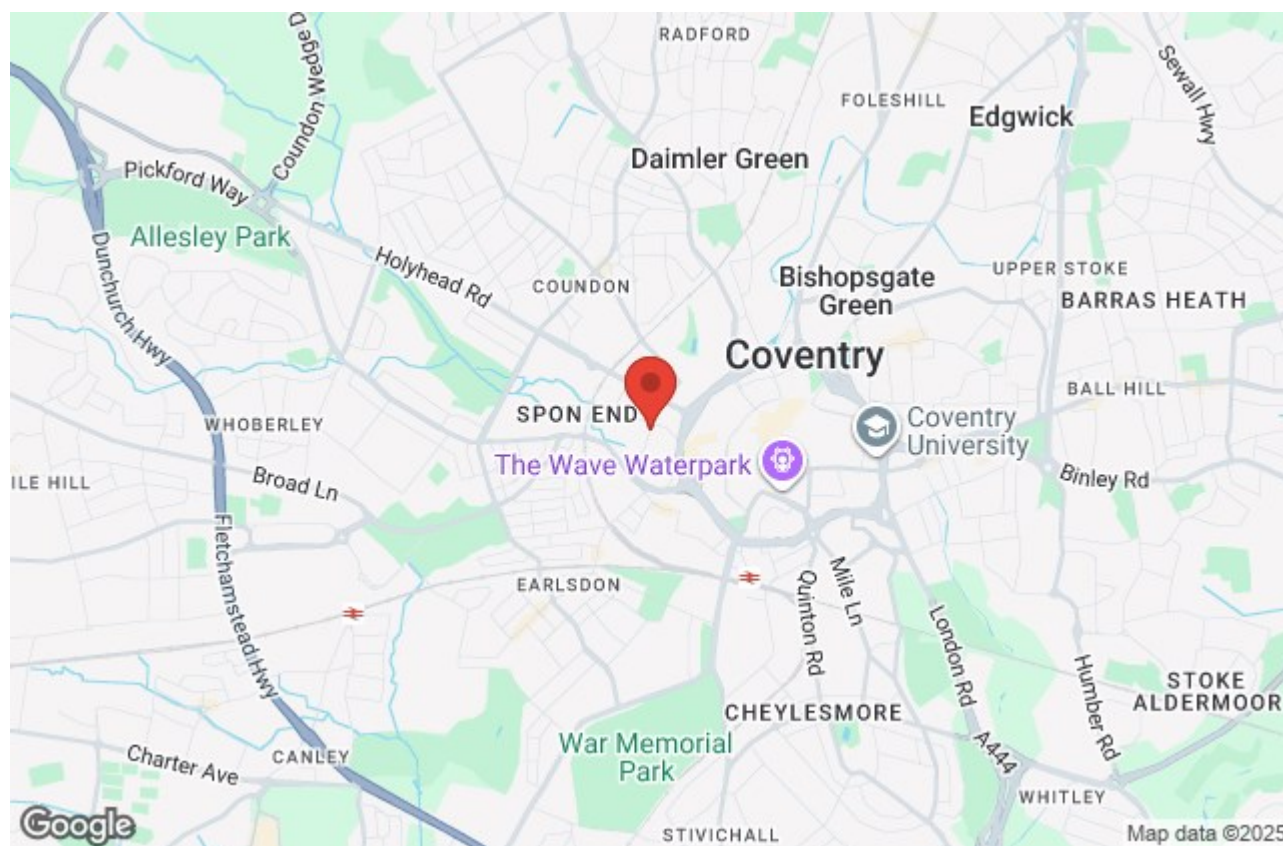 RADFORD
Coundon Wedge D
Sewall Hwy
FOLESHILL
Edgwick
Daimler Green
Pickford Way
Allesley Park
Holyhead Rd
Dunchurch Hwy
COUNDON
Bishopsgate
Green
UPPER STOKE
BARRAS HEATH
Coventry
BALL HILL
SPON END
WHOBERLEY
Coventry
University
The Wave Waterpark
ILE HILL
Broad Ln
Binley Rd
Fletchamstead Hwy
EARLSDON
Mile Ln
Quinton Rd
London Rd
Humber Rd
STOKE
ALDERMOOR
CHEYLESMORE
War Memorial
Park
A444
CANLEY
Charter Ave
WHITLEY
STIVICHALL
Google
Map data ©2025